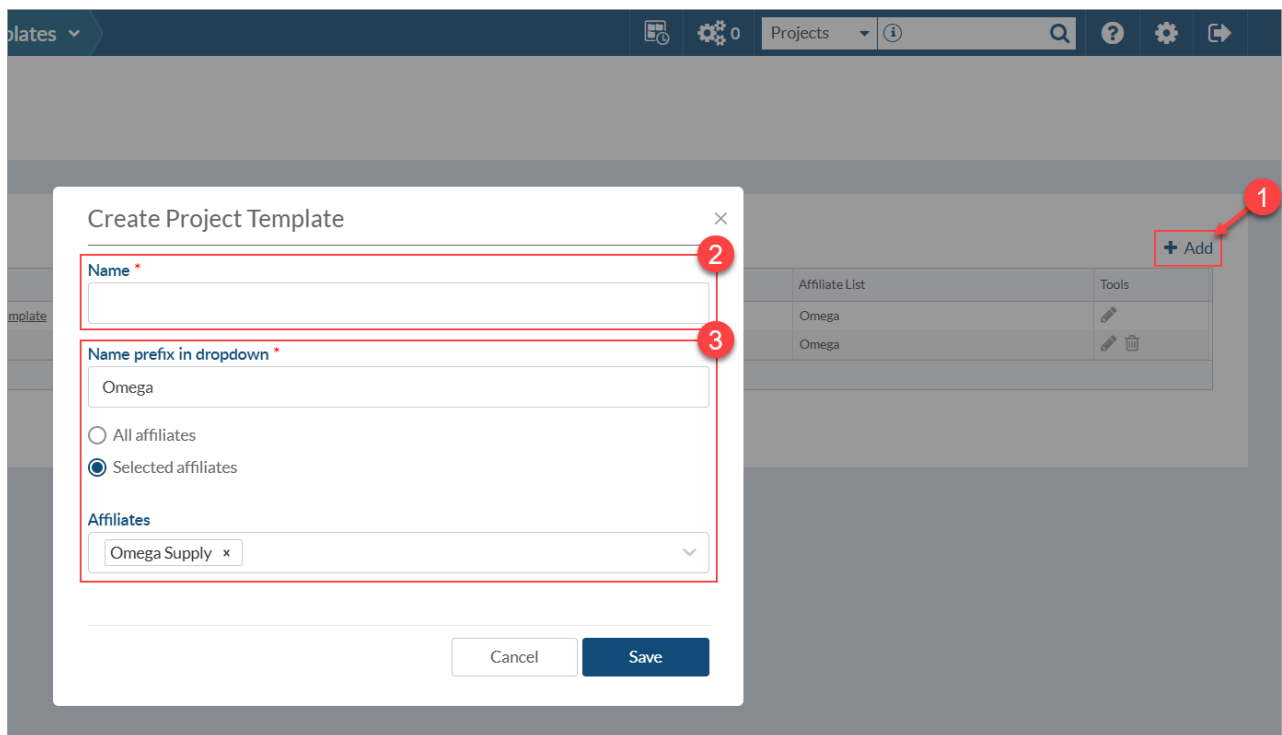 plates
0
Projects
1
Create Project Template
×
+ Add
2
Name *
Affiliate List
Tools
mplate
Omega
3
Name prefix in dropdown *
Omega
Omega
All affiliates
Selected affiliates
Affiliates
Omega Supply ×
Cancel
Save